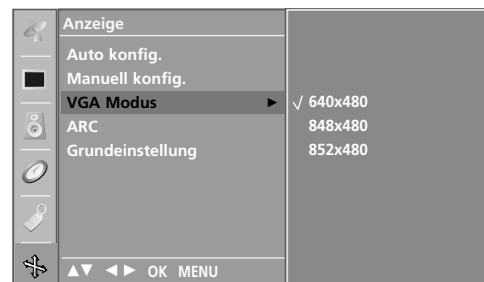 Anzeige
Auto konfig.
Manuell konfig.
VGA Modus ► √ 640x480
ARC 848x480
Grundeinstellung 852x480
▲▼ ◄► OK MENU